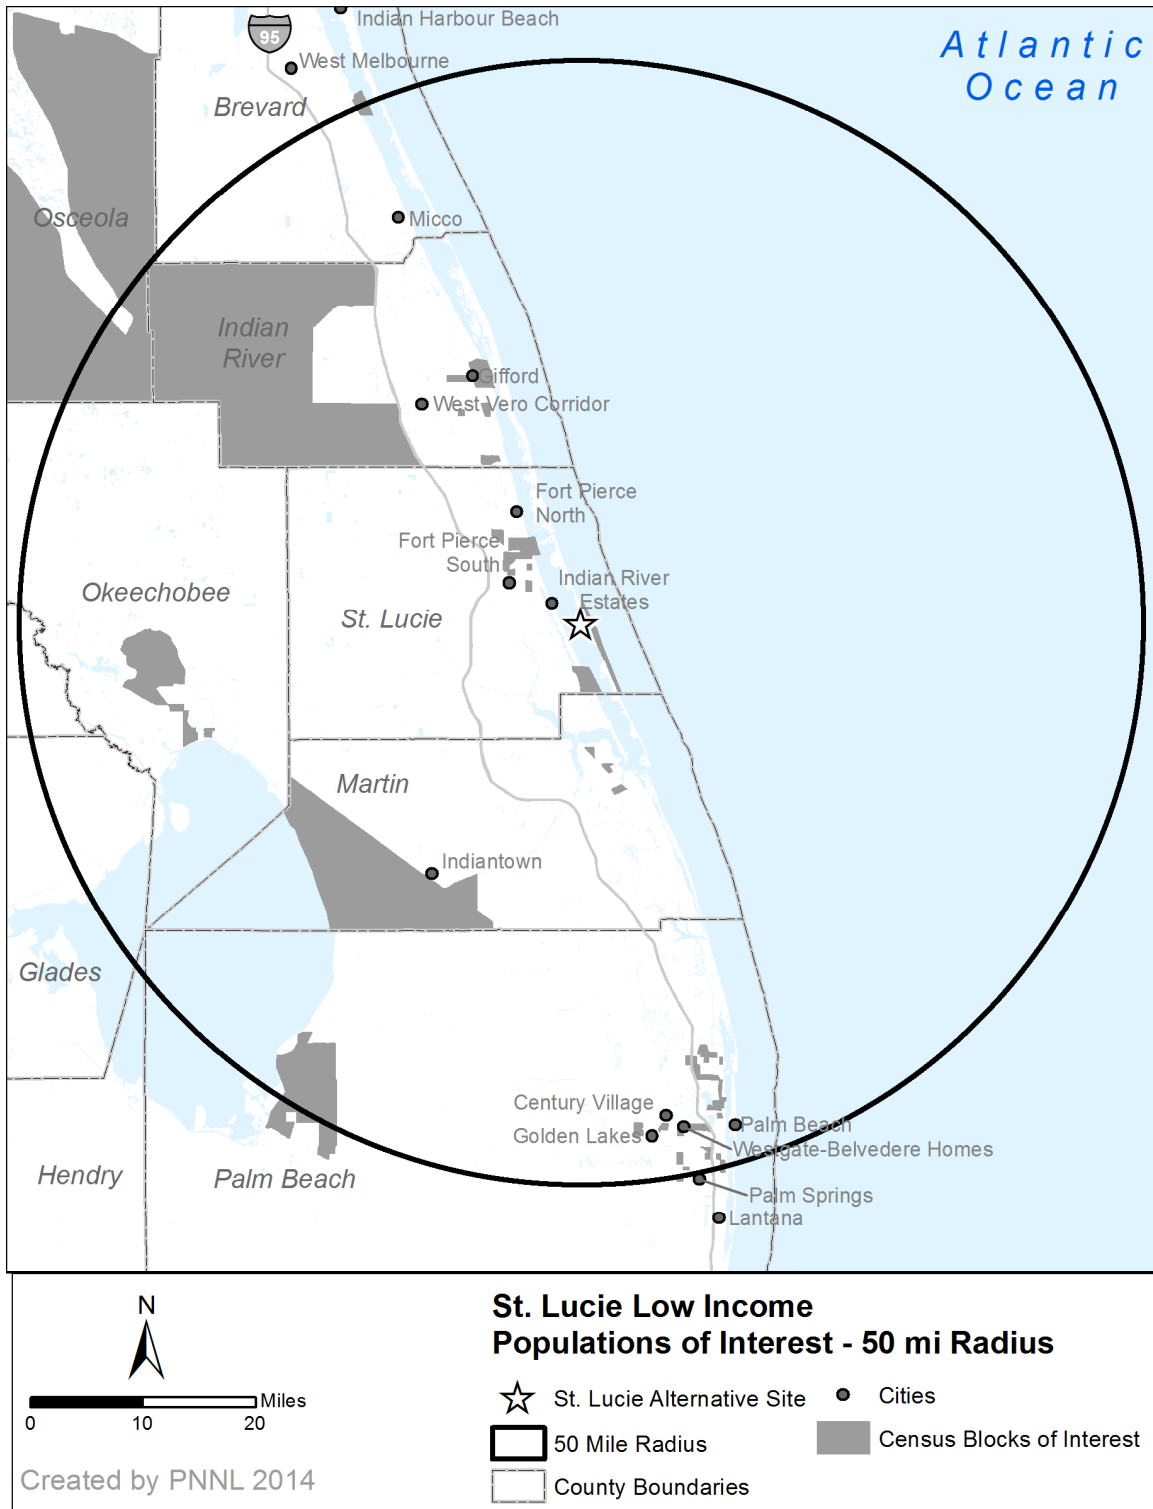 Indian Harbour Beach
95
West Melbourne
Atlantic
Ocean
Brevard
Osceola
Micco
Indian
River
Gifford
West Vero Corridor
Fort Pierce
North
Fort Pierce
South
Indian River
Estates
Okeechobee
St. Lucie
Martin
Indiantown
Glades
Century Village
Golden Lakes
Palm Beach
Westgate-Belvedere Homes
Hendry
Palm Beach
Palm Springs
Lantana
N
Miles
0 10 20
Created by PNNL 2014
St. Lucie Low Income
Populations of Interest - 50 mi Radius
St. Lucie Alternative Site
Cities
50 Mile Radius
Census Blocks of Interest
County Boundaries